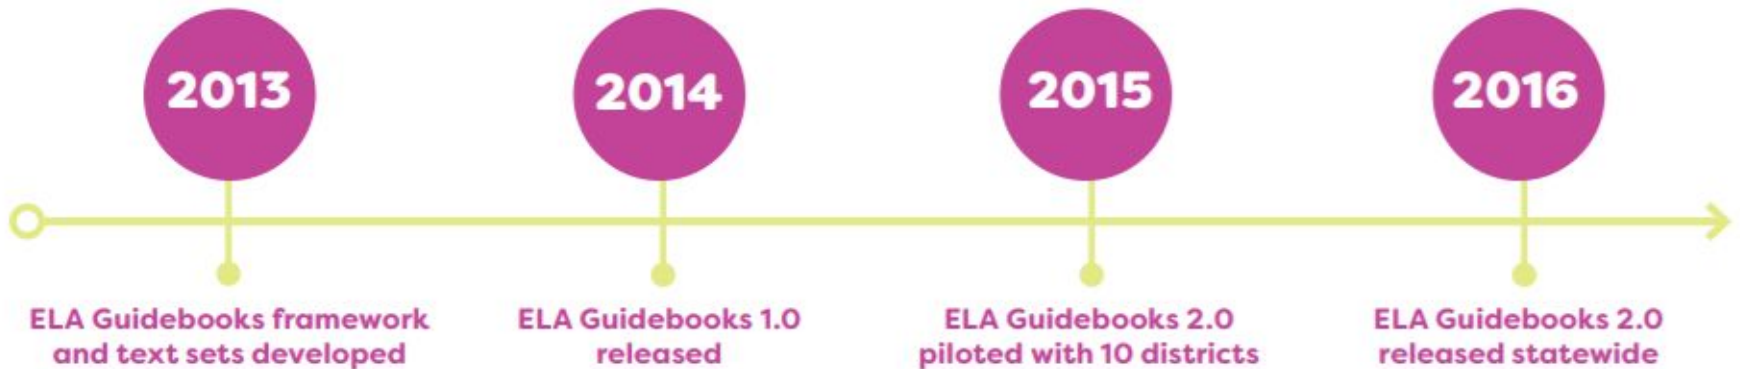 2013
2014
2015
2016
ELA Guidebooks framework
and text sets developed
ELA Guidebooks 1.0
released
ELA Guidebooks 2.0
piloted with 10 districts
ELA Guidebooks 2.0
released statewide